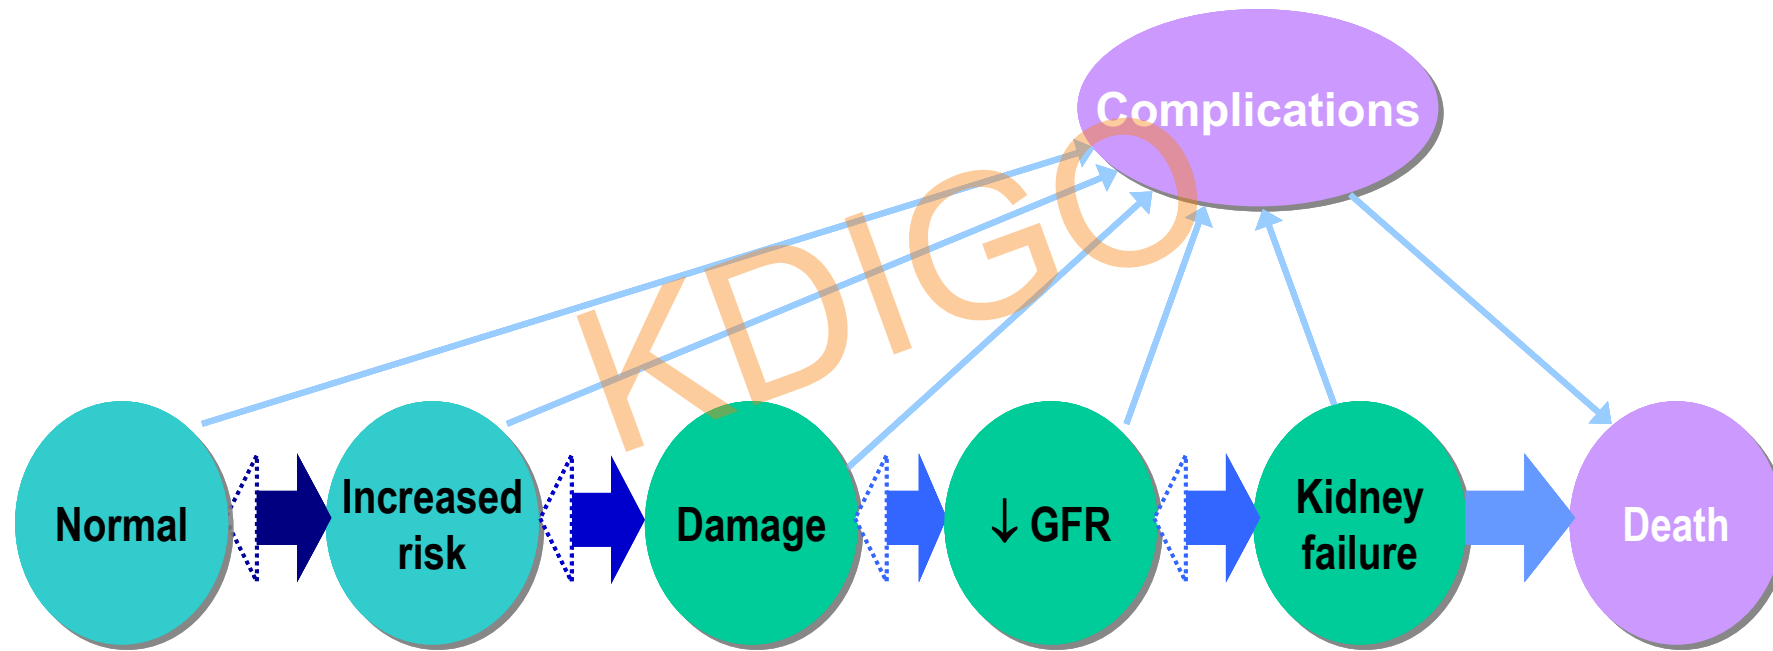 Complications
KDIGO
Normal
Increased
risk
Damage
↓ GFR
Kidney
failure
Death